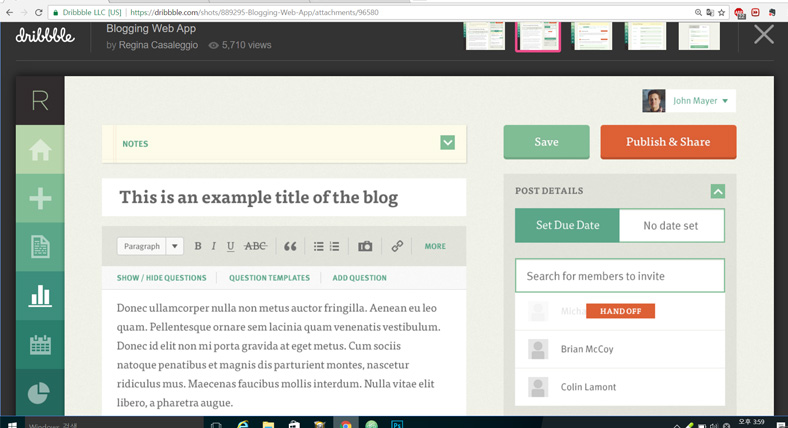 Dribbble LLC [US] | https://dribbble.com/shots/889295-Blogging-Web-App/attachments/96580
dribbble
Blogging Web App
by Regina Casaleggio 5,710 views
R
John Mayer
NOTES
Save
Publish & Share
This is an example title of the blog
POST DETAILS
Set Due Date
No date set
Paragraph
B I U ABC
MORE
SHOW / HIDE QUESTIONS
QUESTION TEMPLATES
ADD QUESTION
Search for members to invite
HAND OFF
Brian McCoy
Colin Lamont
Donec ullamcorper nulla non metus auctor fringilla. Aenean eu leo
quam. Pellentesque ornare sem lacinia quam venenatis vestibulum.
Donec id elit non mi porta gravida at eget metus. Cum sociis
natoque penatibus et magnis dis parturient montes, nascetur
ridiculus mus. Maecenas faucibus mollis interdum. Nulla vitae elit
libero, a pharetra augue.
Windows 검색
Ps
오후 3:59